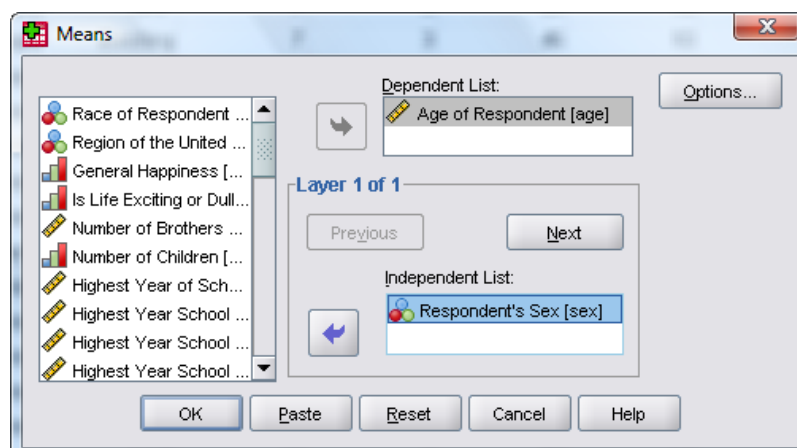 Means
Dependent List:
Age of Respondent [age]
Options...
Race of Respondent ...
Region of the United ...
General Happiness [...
Is Life Exciting or Dull...
Number of Brothers ...
Number of Children [...
Highest Year of Sch...
Highest Year School ...
Highest Year School ...
Highest Year School ...
Layer 1 of 1
Previous
Next
Independent List:
Respondent's Sex [sex]
OK
Paste
Reset
Cancel
Help